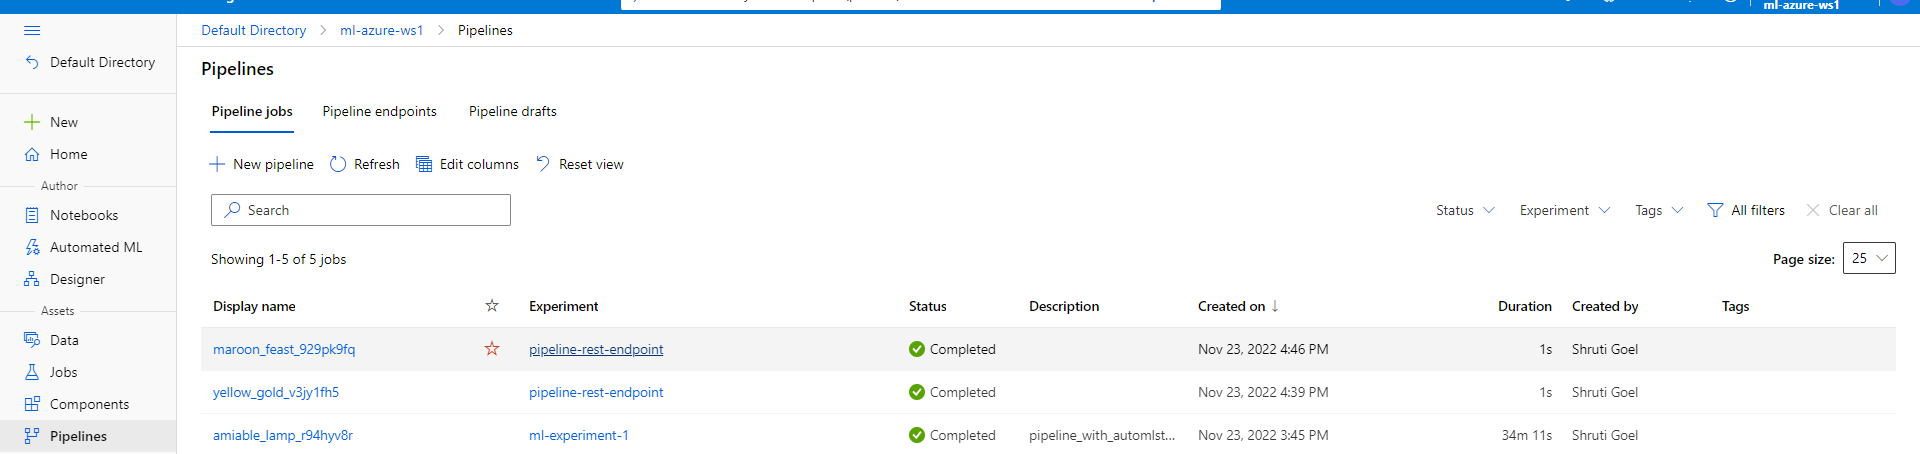 ml-azure-ws1
Default Directory > ml-azure-ws1 > Pipelines
Default Directory
Pipelines
Pipeline jobs Pipeline endpoints Pipeline drafts
New
Home
New pipeline Refresh Edit columns Reset view
Author
Notebooks
Search
Status Experiment Tags All filters Clear all
Automated ML
Designer
Showing 1-5 of 5 jobs
Page size: 25
Assets
Display name Experiment Status Description Created on ↓ Duration Created by Tags
Data
maroon_feast_929pk9fq pipeline-rest-endpoint Completed Nov 23, 2022 4:46 PM 1s Shruti Goel
Jobs
yellow_gold_v3jy1fh5 pipeline-rest-endpoint Completed Nov 23, 2022 4:39 PM 1s Shruti Goel
Components
Pipelines
amiable_lamp_r94hyv8r ml-experiment-1 Completed pipeline_with_automlst... Nov 23, 2022 3:45 PM 34m 11s Shruti Goel